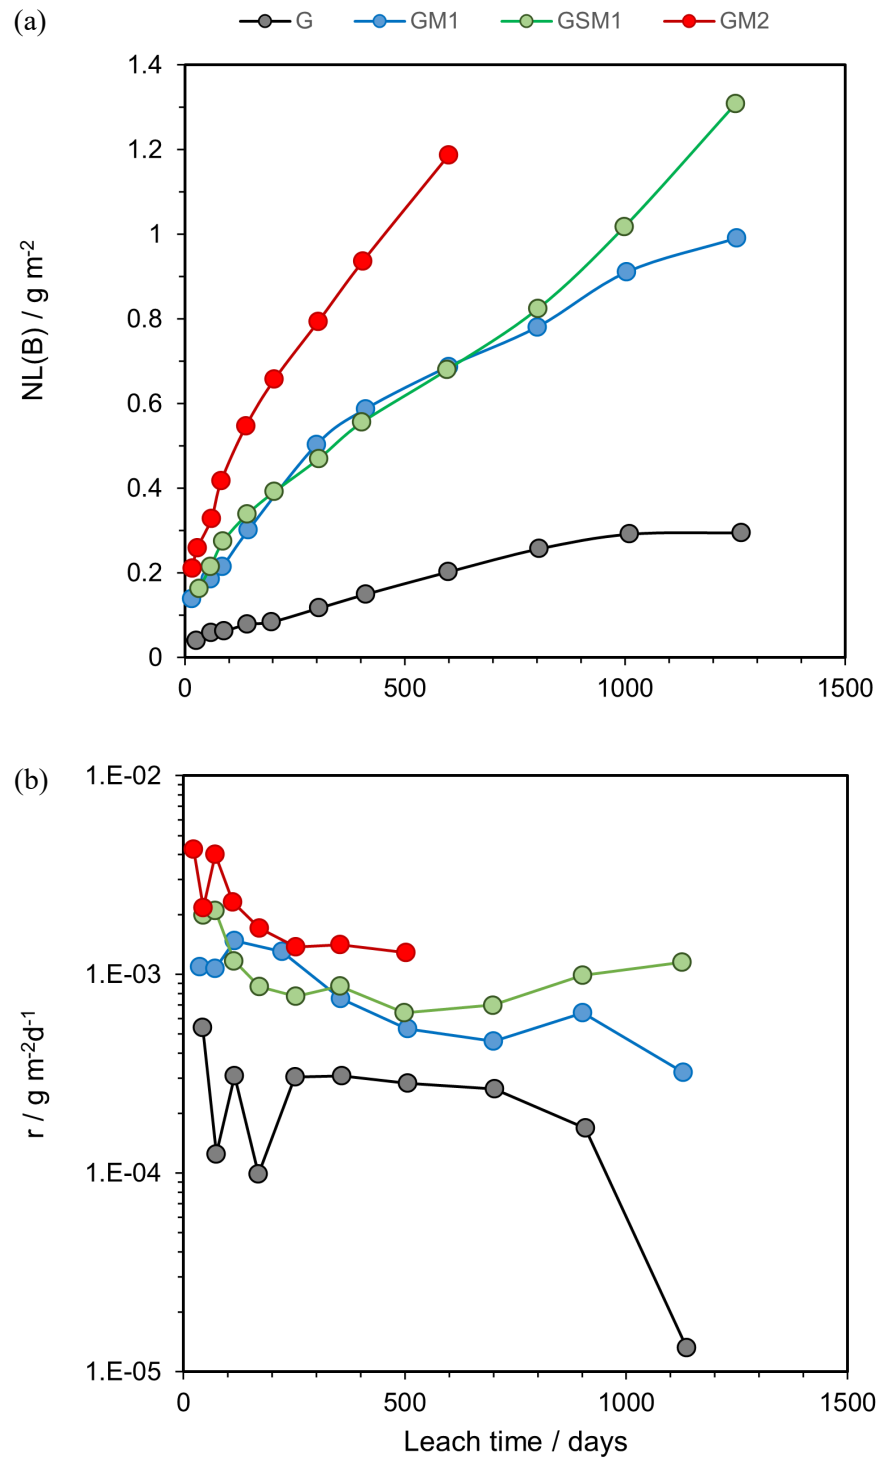 (a)
G GM1 GSM1 GM2
1.4
1.2
1
0.8
0.6
0.4
0.2
0
NL(B) / g m⁻²
0 500 1000 1500
(b)
1.E-02
1.E-03
1.E-04
1.E-05
r / g m⁻²d⁻¹
0 500 1000 1500
Leach time / days